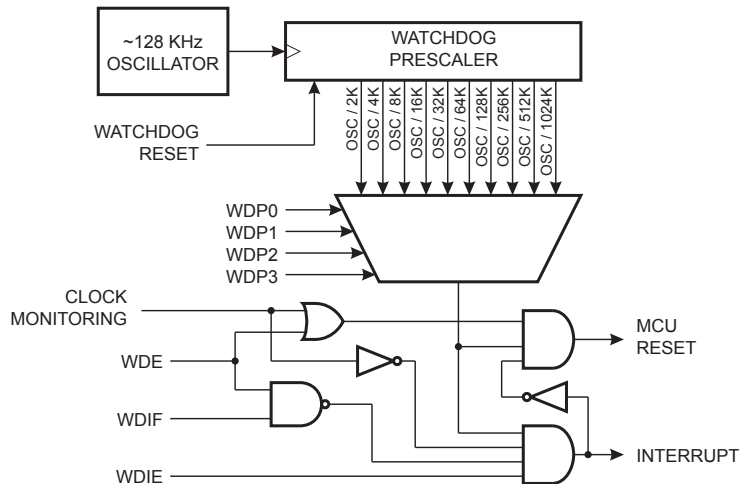 ~128 KHz
OSCILLATOR
WATCHDOG
PRESCALER
WATCHDOG
RESET
OSC / 2K
OSC / 4K
OSC / 8K
OSC / 16K
OSC / 32K
OSC / 64K
OSC / 128K
OSC / 256K
OSC / 512K
OSC / 1024K
WDP0
WDP1
WDP2
WDP3
CLOCK
MONITORING
MCU
RESET
WDE
WDIF
INTERRUPT
WDIE